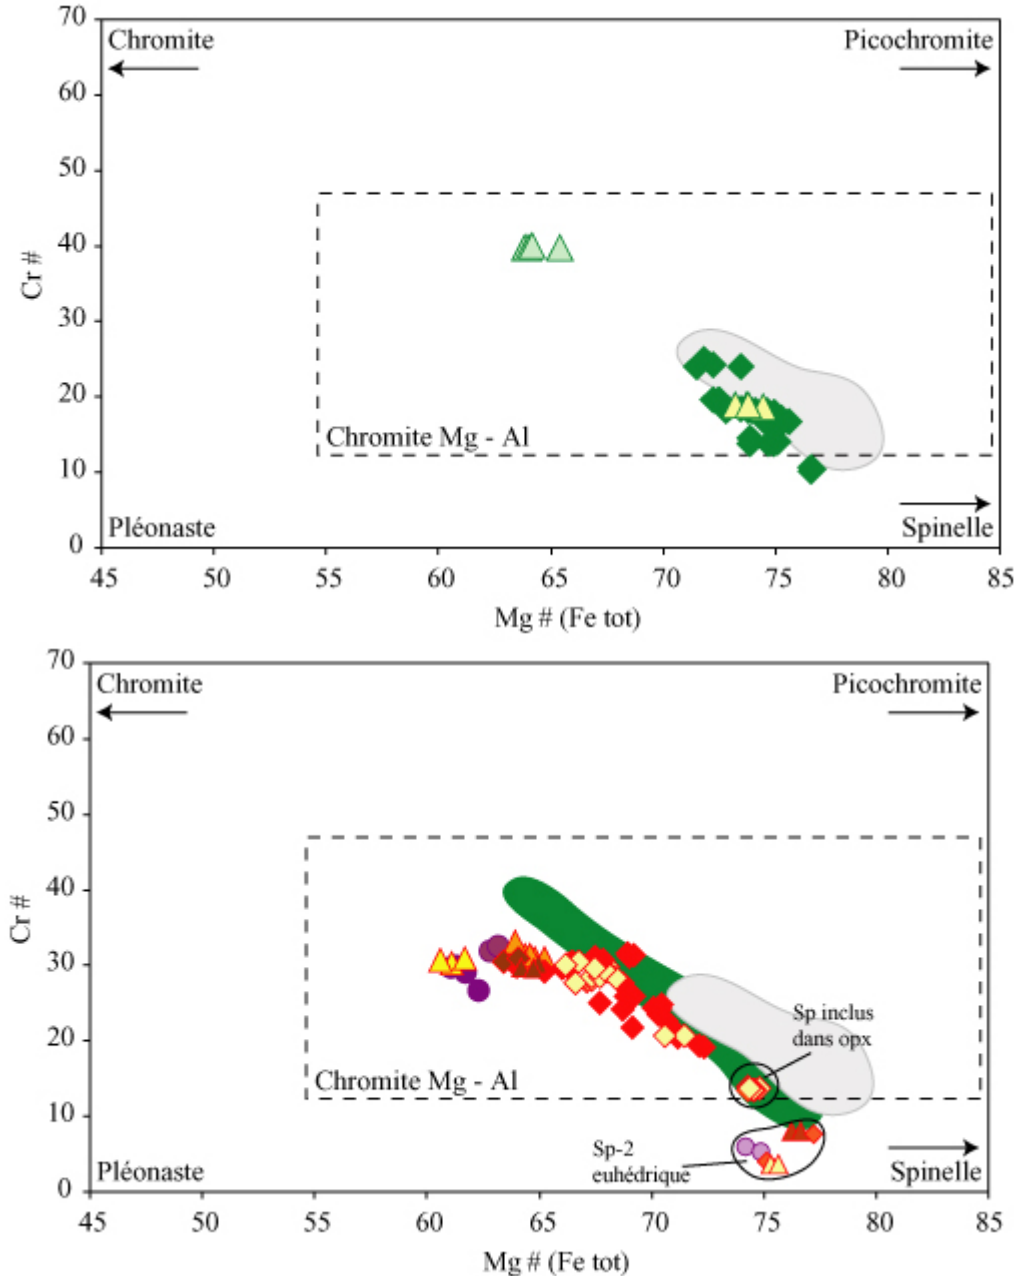 70
Chromite
Picochromite
60
50
40
Cr #
30
20
Chromite Mg - Al
10
Pléonaste
Spinelle
0
45 50 55 60 65 70 75 80 85
Mg # (Fe tot)
70
Chromite
Picochromite
60
50
40
Cr #
30
20
Sp inclus
dans opx
Chromite Mg - Al
10
Sp-2
euhédrique
Pléonaste
Spinelle
0
45 50 55 60 65 70 75 80 85
Mg # (Fe tot)